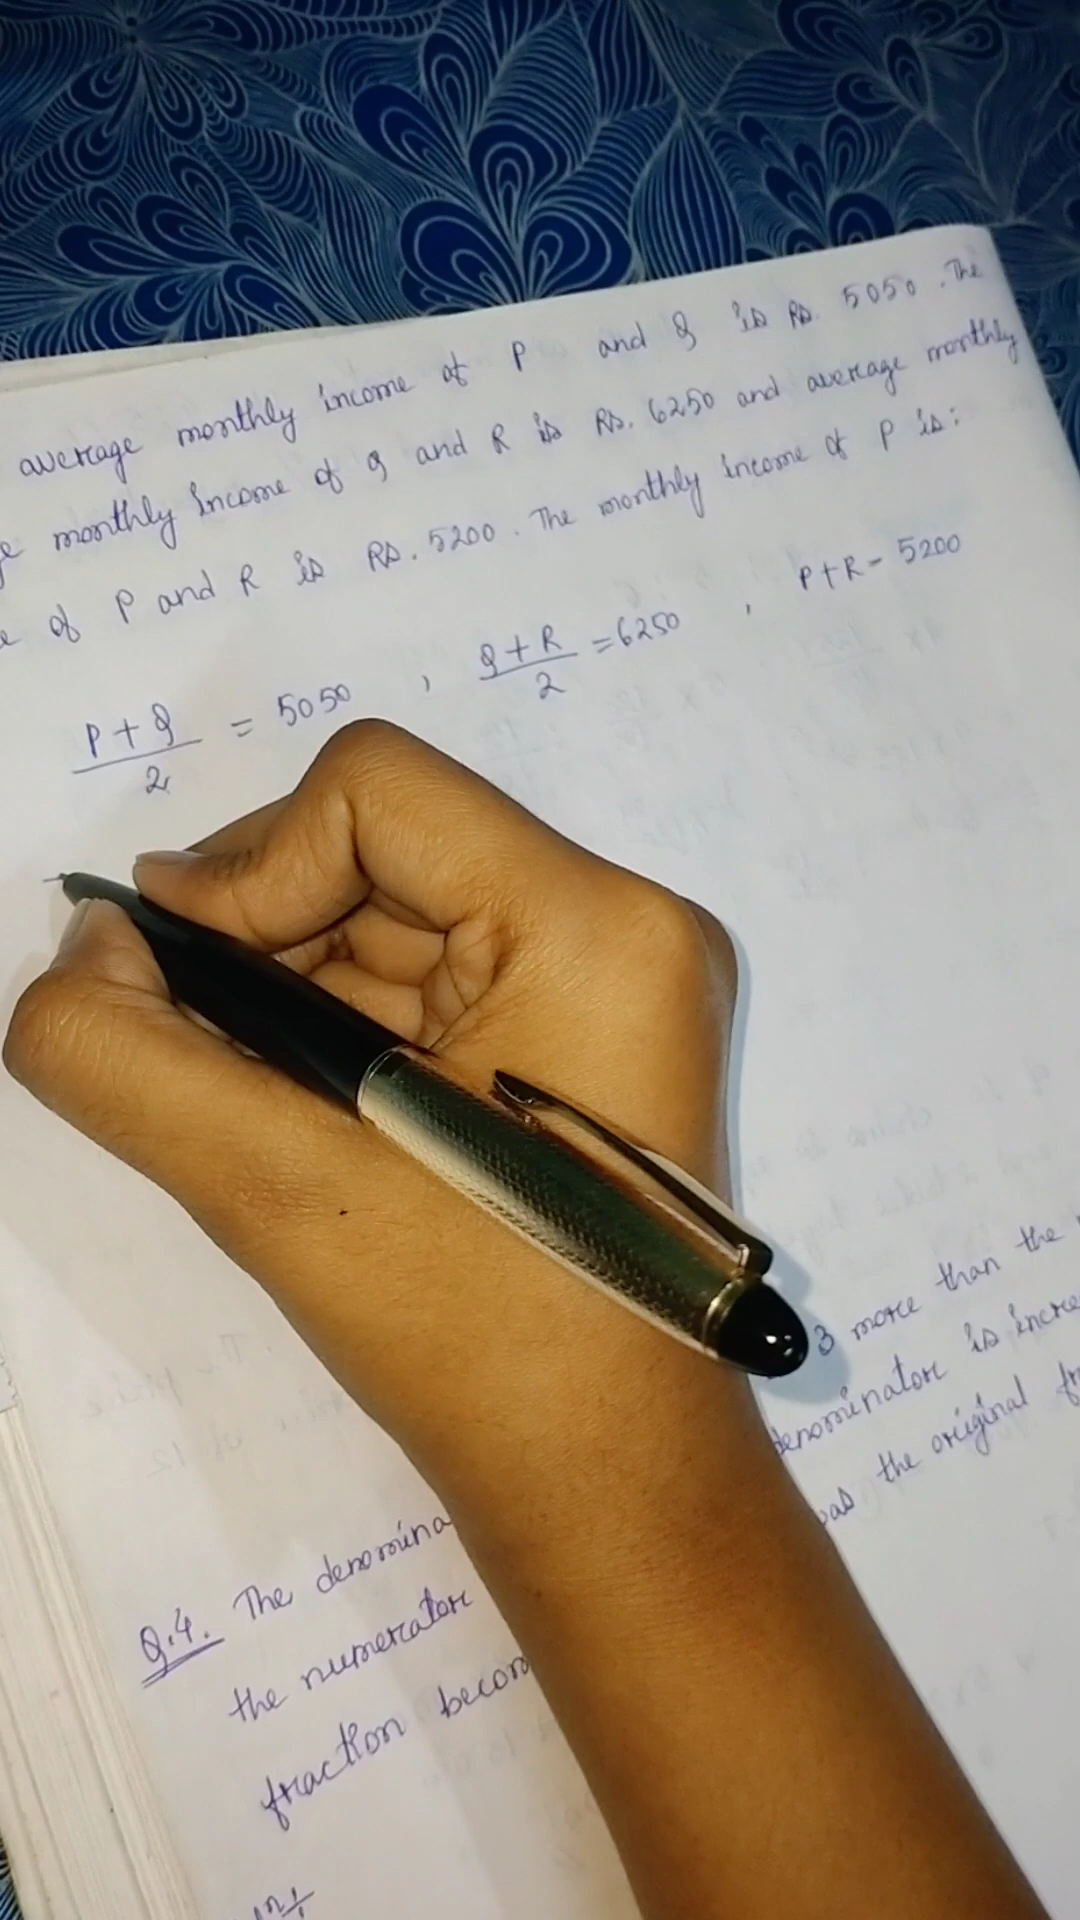 average monthly income of P and Q is Rs. 5050. The
monthly income of Q and R is Rs. 6250 and average monthly
of P and R is Rs. 5200. The monthly income of P is:
P+Q/2 = 5050 , Q+R/2 = 6250 , P+R - 5200
3 more than the
denominator is incre
was the original fr
Q.4. The denomina
the numerator
fraction becom